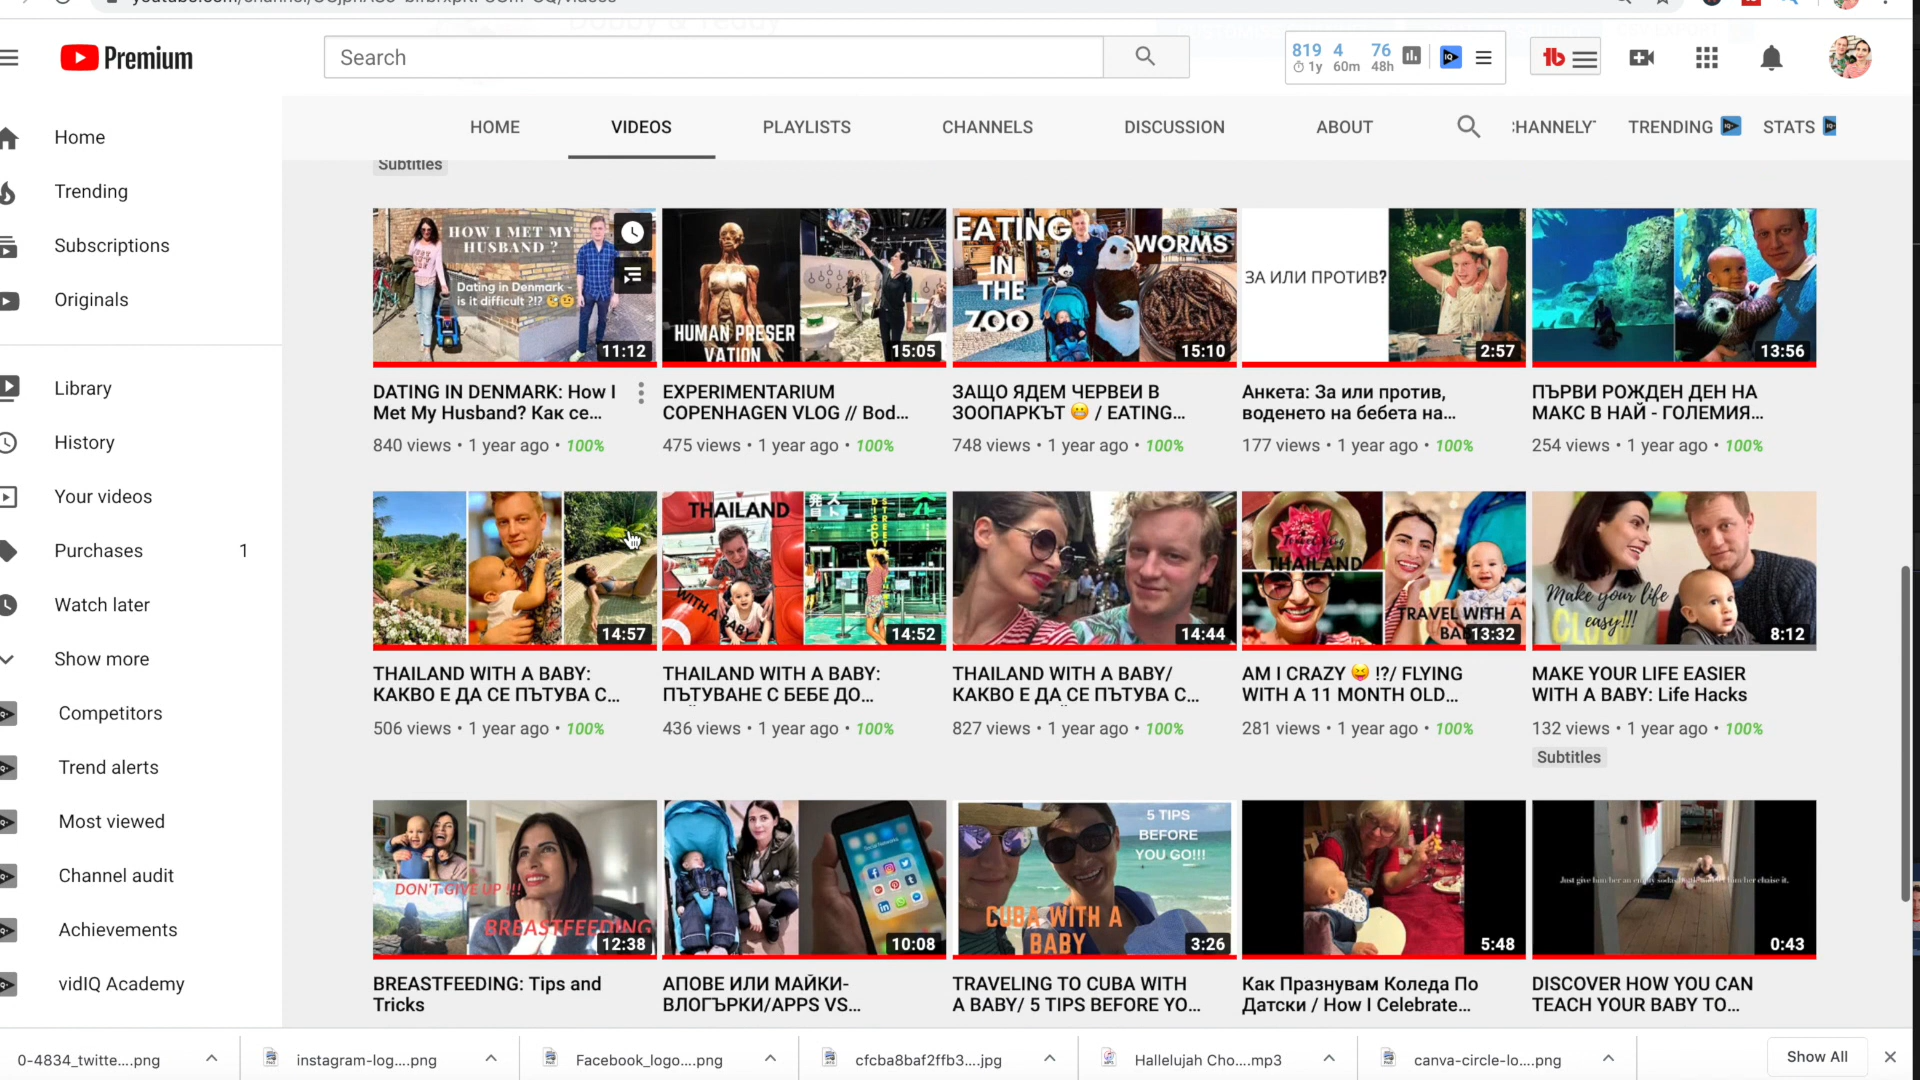 Premium
Search
819 4 76
1y 60m 48h
Home
Trending
Subscriptions
Originals
Library
History
Your videos
Purchases 1
Watch later
Show more
Competitors
Trend alerts
Most viewed
Channel audit
Achievements
vidIQ Academy
HOME VIDEOS PLAYLISTS CHANNELS DISCUSSION ABOUT TRENDING STATS
Subtitles
HOW I MET MY
HUSBAND ?
Dating in Denmark -
is it difficult ?!? 🧐🤨
11:12
HUMAN PRESER
VATION
15:05
EATING
IN
THE
ZOO
WORMS
15:10
ЗА ИЛИ ПРОТИВ?
2:57
13:56
DATING IN DENMARK: How I
Met My Husband? Как се...
840 views • 1 year ago • 100%
EXPERIMENTARIUM
COPENHAGEN VLOG // Bod...
475 views • 1 year ago • 100%
ЗАЩО ЯДЕМ ЧЕРВЕИ В
ЗООПАРКЪТ 😬 / EATING...
748 views • 1 year ago • 100%
Анкета: За или против,
воденето на бебета на...
177 views • 1 year ago • 100%
ПЪРВИ РОЖДЕН ДЕН НА
МАКС В НАЙ - ГОЛЕМИЯ...
254 views • 1 year ago • 100%
14:57
THAILAND
WITH A BABY
14:52
14:44
THAILAND
TRAVEL WITH A
13:32
Make your life
easy!!!
8:12
THAILAND WITH A BABY:
КАКВО Е ДА СЕ ПЪТУВА С...
506 views • 1 year ago • 100%
THAILAND WITH A BABY:
ПЪТУВАНЕ С БЕБЕ ДО...
436 views • 1 year ago • 100%
THAILAND WITH A BABY/
КАКВО Е ДА СЕ ПЪТУВА С...
827 views • 1 year ago • 100%
AM I CRAZY 😝 !?/ FLYING
WITH A 11 MONTH OLD...
281 views • 1 year ago • 100%
MAKE YOUR LIFE EASIER
WITH A BABY: Life Hacks
132 views • 1 year ago • 100%
Subtitles
DON'T GIVE UP !!!
BREASTFEEDING
12:38
10:08
5 TIPS
BEFORE
YOU GO!!!
CUBA WITH A
BABY
3:26
5:48
0:43
BREASTFEEDING: Tips and
Tricks
АПОВЕ ИЛИ МАЙКИ-
ВЛОГЪРКИ/APPS VS...
TRAVELING TO CUBA WITH
A BABY/ 5 TIPS BEFORE YO...
Как Празнувам Коледа По
Датски / How I Celebrate...
DISCOVER HOW YOU CAN
TEACH YOUR BABY TO...
0-4834_twitte....png
instagram-log....png
Facebook_logo....png
cfcba8baf2ffb3....jpg
Hallelujah Cho....mp3
canva-circle-lo....png
Show All